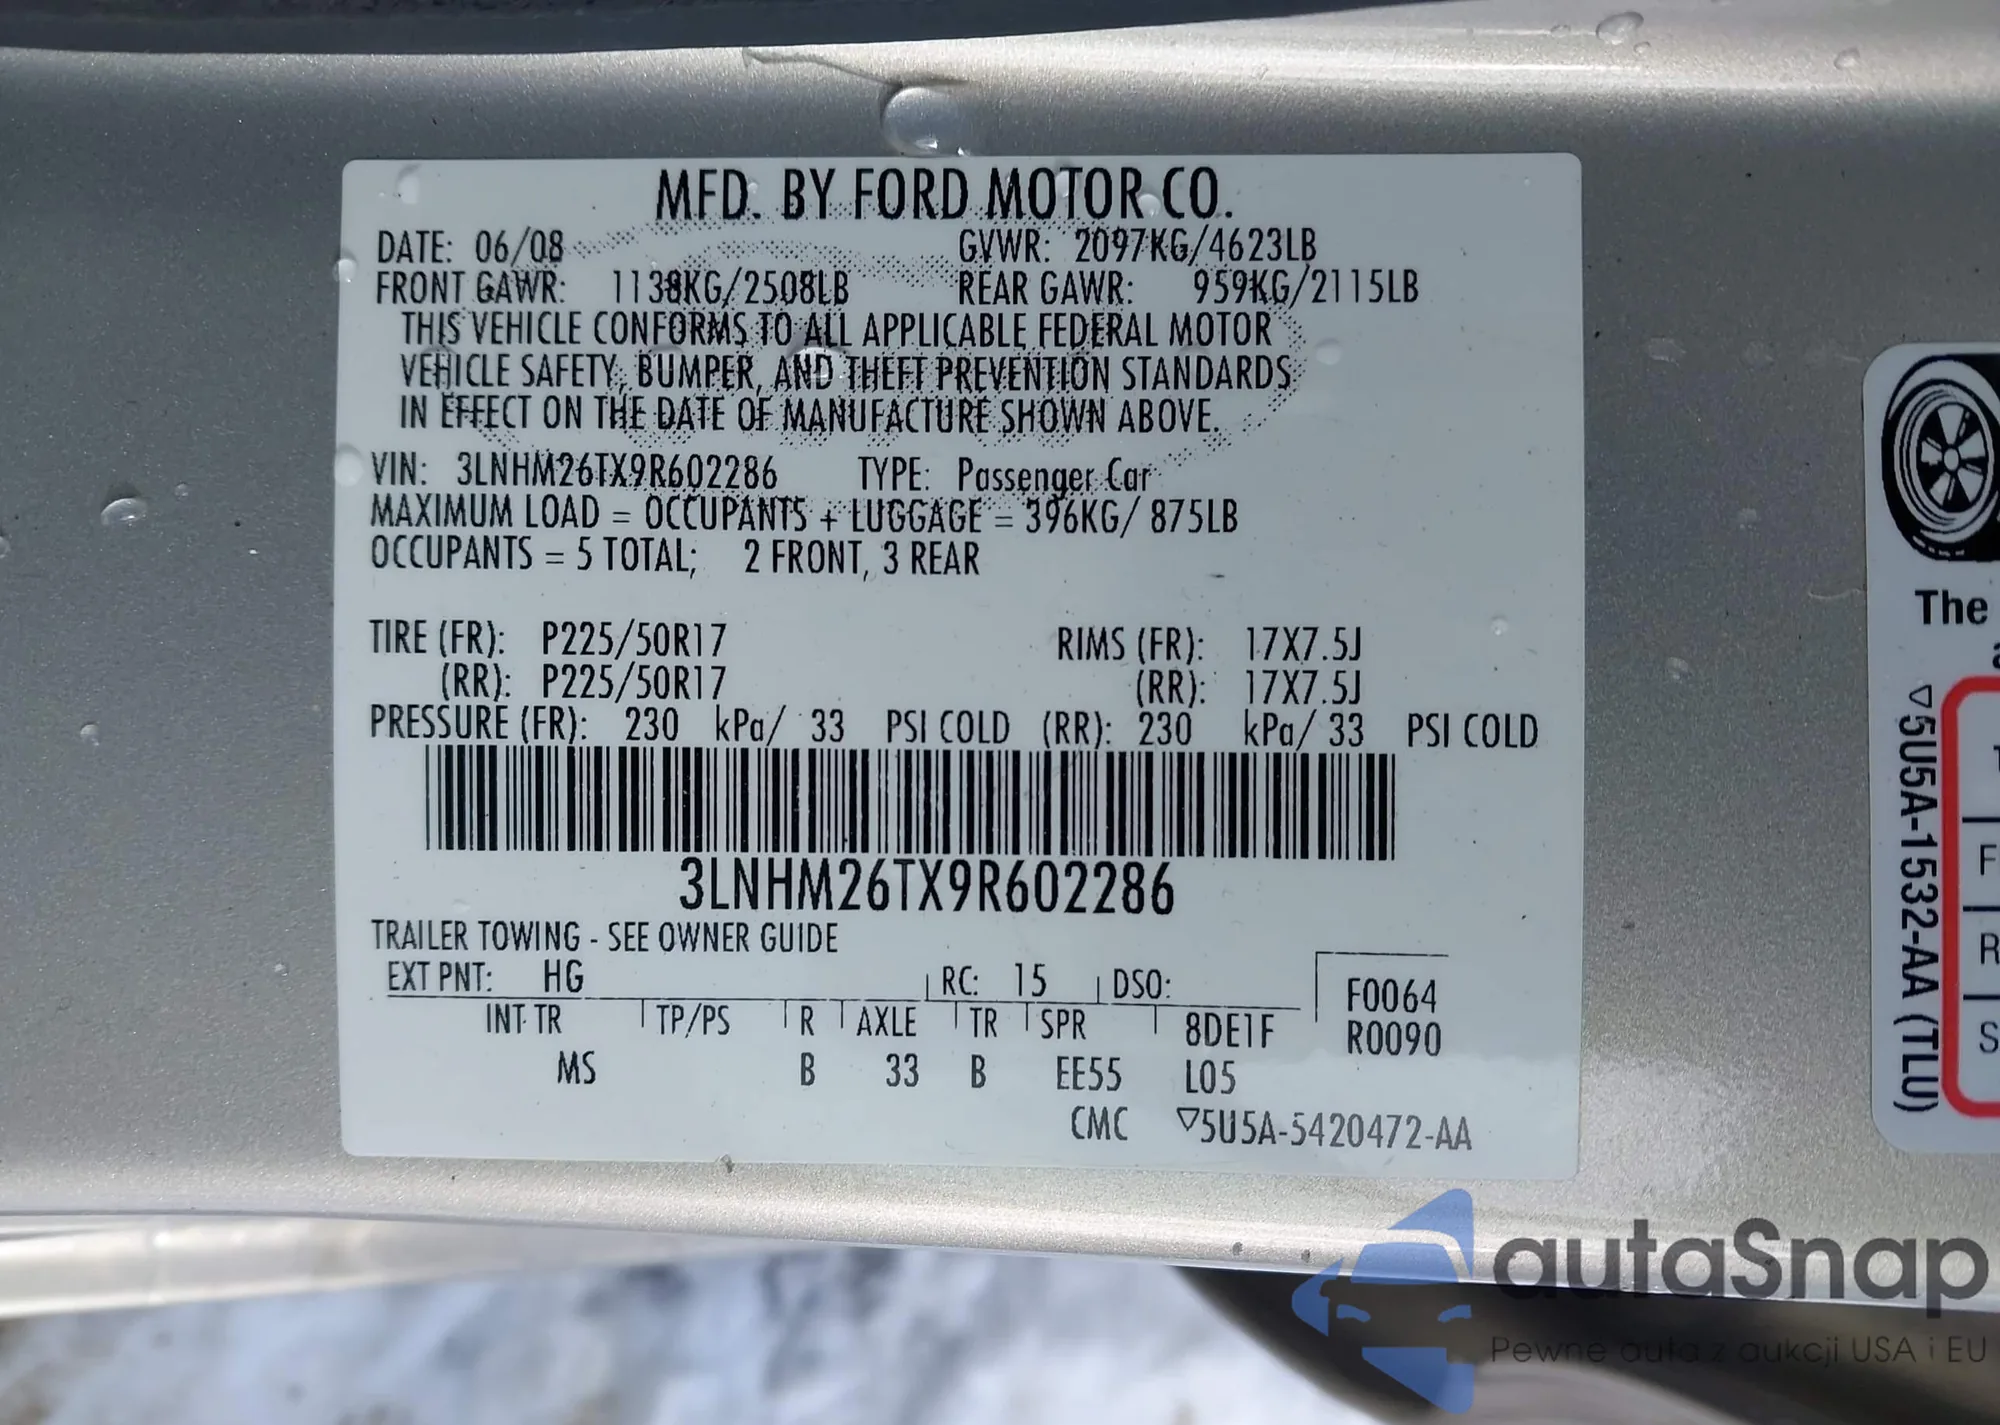 MFD. BY FORD MOTOR CO.
DATE: 06/08 GVWR: 2097KG/4623LB
FRONT GAWR: 1138KG/2508LB REAR GAWR: 959KG/2115LB
THIS VEHICLE CONFORMS TO ALL APPLICABLE FEDERAL MOTOR
VEHICLE SAFETY, BUMPER, AND THEFT PREVENTION STANDARDS
IN EFFECT ON THE DATE OF MANUFACTURE SHOWN ABOVE.
VIN: 3LNHM26TX9R602286 TYPE: Passenger Car
MAXIMUM LOAD = OCCUPANTS + LUGGAGE = 396KG/ 875LB
OCCUPANTS = 5 TOTAL; 2 FRONT, 3 REAR
TIRE (FR): P225/50R17 RIMS (FR): 17X7.5J
(RR): P225/50R17 (RR): 17X7.5J
PRESSURE (FR): 230 kPa/ 33 PSI COLD (RR): 230 kPa/ 33 PSI COLD
3LNHM26TX9R602286
TRAILER TOWING - SEE OWNER GUIDE
EXT PNT: HG RC: 15 DSO: F0064
INT TR TP/PS R AXLE TR SPR 8DE1F R0090
MS B 33 B EE55 L05
CMC ▽5U5A-5420472-AA
The
▽5U5A-1532-AA (TLU)
F
R
S
autaSnap
Pewne auta z aukcji USA i EU